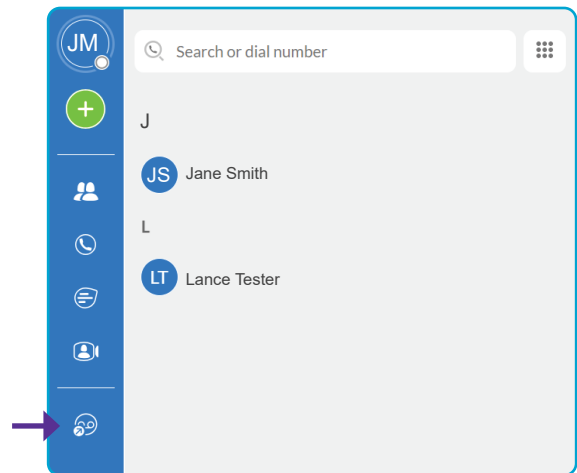 JM
Search or dial number
J
JS Jane Smith
L
LT Lance Tester